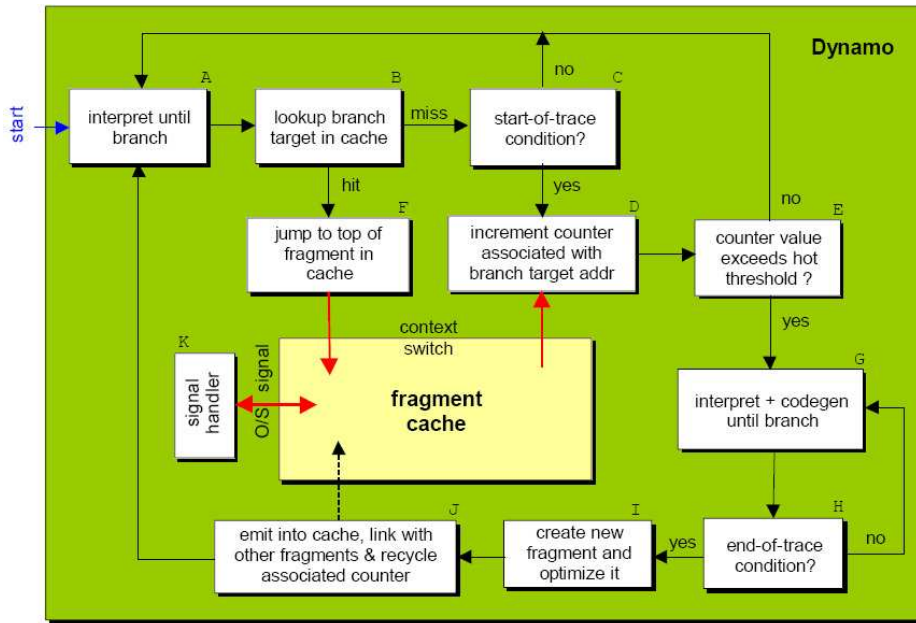 Dynamo
start
A
interpret until
branch
B
lookup branch
target in cache
miss
hit
C
start-of-trace
condition?
no
yes
D
increment counter
associated with
branch target addr
E
counter value
exceeds hot
threshold ?
no
yes
F
jump to top of
fragment in
cache
context
switch
fragment
cache
K
signal
handler
O/S signal
G
interpret + codegen
until branch
H
end-of-trace
condition?
no
yes
I
create new
fragment and
optimize it
J
emit into cache, link with
other fragments & recycle
associated counter